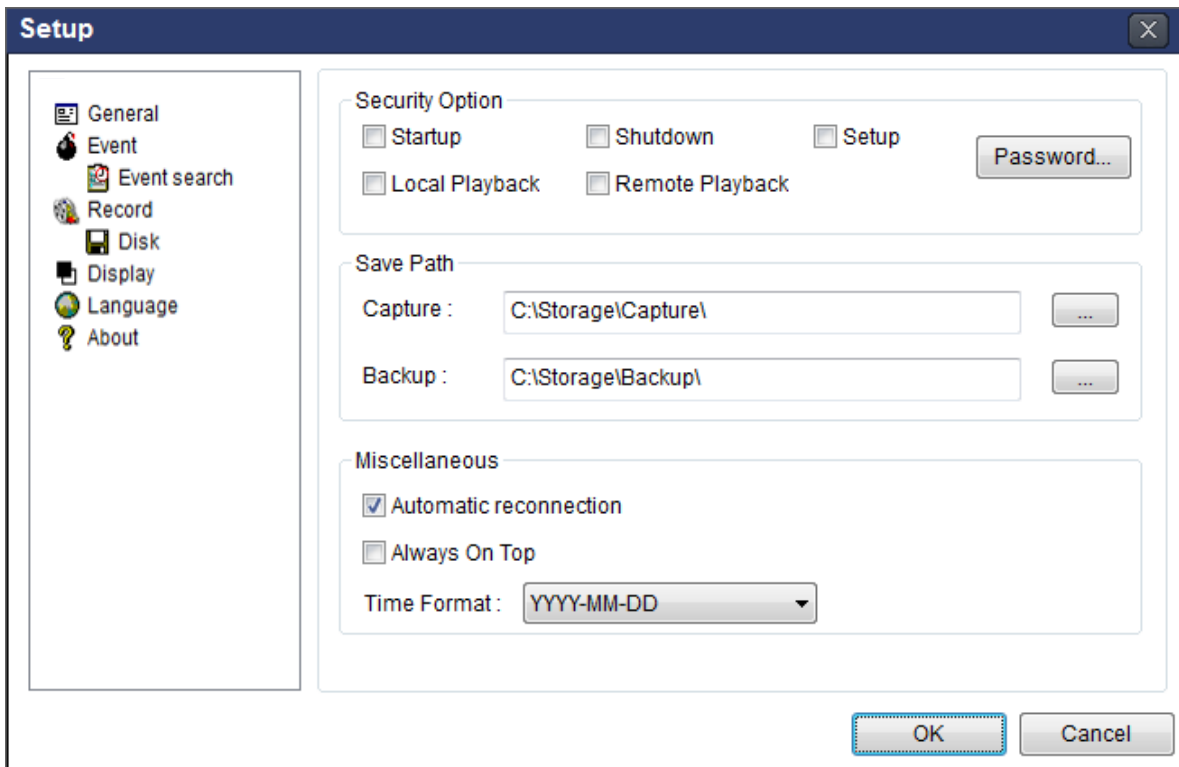 Setup
General
Event
Event search
Record
Disk
Display
Language
About
Security Option
Startup Shutdown Setup
Password...
Local Playback Remote Playback
Save Path
Capture : C:\Storage\Capture\ ...
Backup : C:\Storage\Backup\ ...
Miscellaneous
Automatic reconnection
Always On Top
Time Format : YYYY-MM-DD
OK Cancel